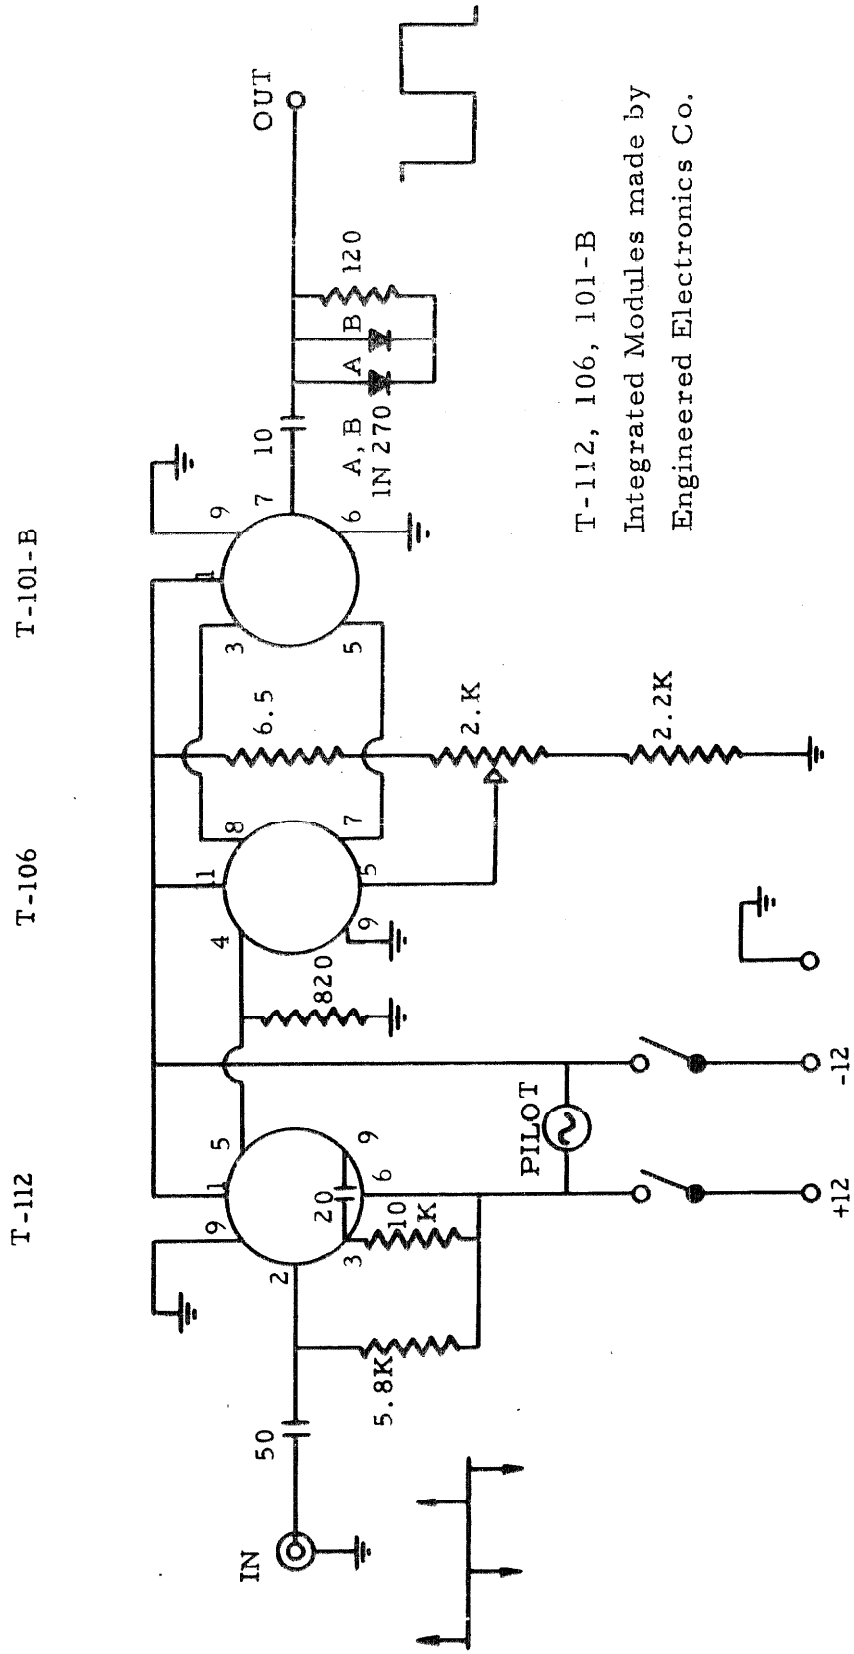 T-112
T-106
T-101-B
IN
50
2
5.8K
9
1
5
20
3
10
K
6
9
820
4
1
8
9
5
7
6.5
2.K
2.2K
3
1
9
7
5
6
10
A, B
1N 270
A
B
120
OUT
PILOT
+12
-12
T-112, 106, 101-B
Integrated Modules made by
Engineered Electronics Co.